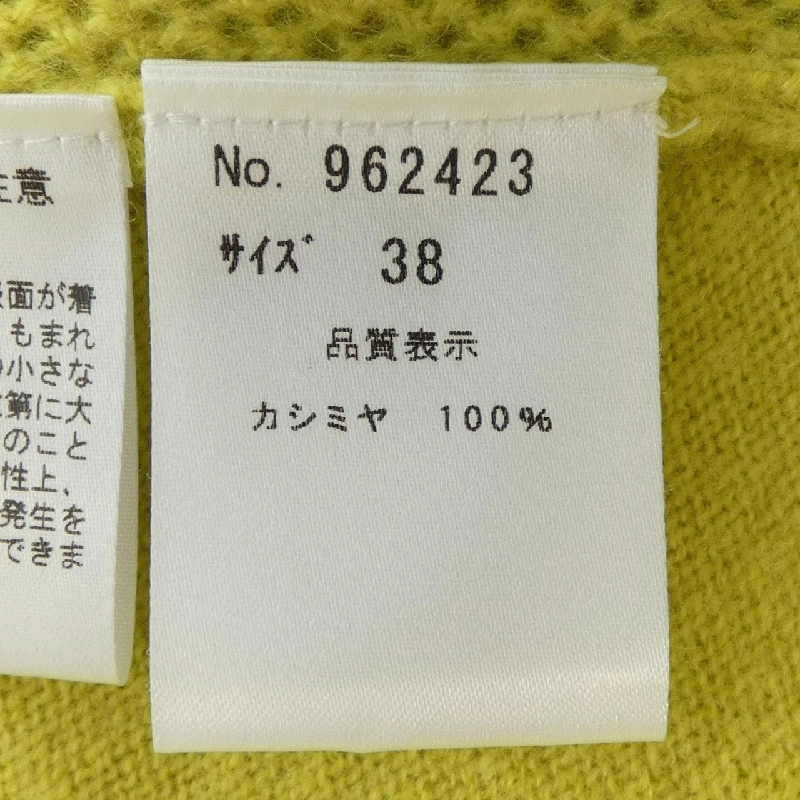 No. 962423
ｻｲｽﾞ 38
品質表示
カシミヤ 100%
注意
表面が着
もまれ
小さな
第に大
のこと
性上、
発生を
できま